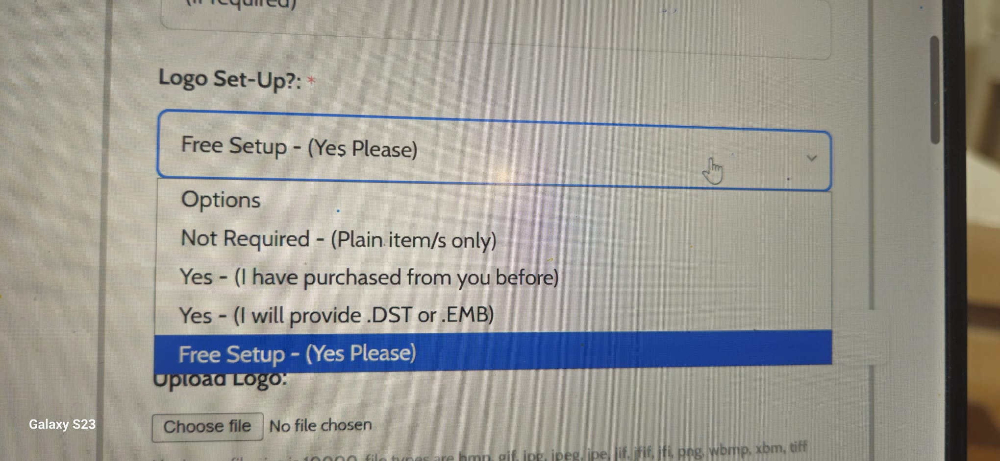 (if required)
Logo Set-Up?: *
Free Setup - (Yes Please)
Options
Not Required - (Plain item/s only)
Yes - (I have purchased from you before)
Yes - (I will provide .DST or .EMB)
Free Setup - (Yes Please)
Upload Logo:
Choose file No file chosen
file types are bmp, gif, jpg, jpeg, jpe, jif, jfif, jfi, png, wbmp, xbm, tiff
Galaxy S23